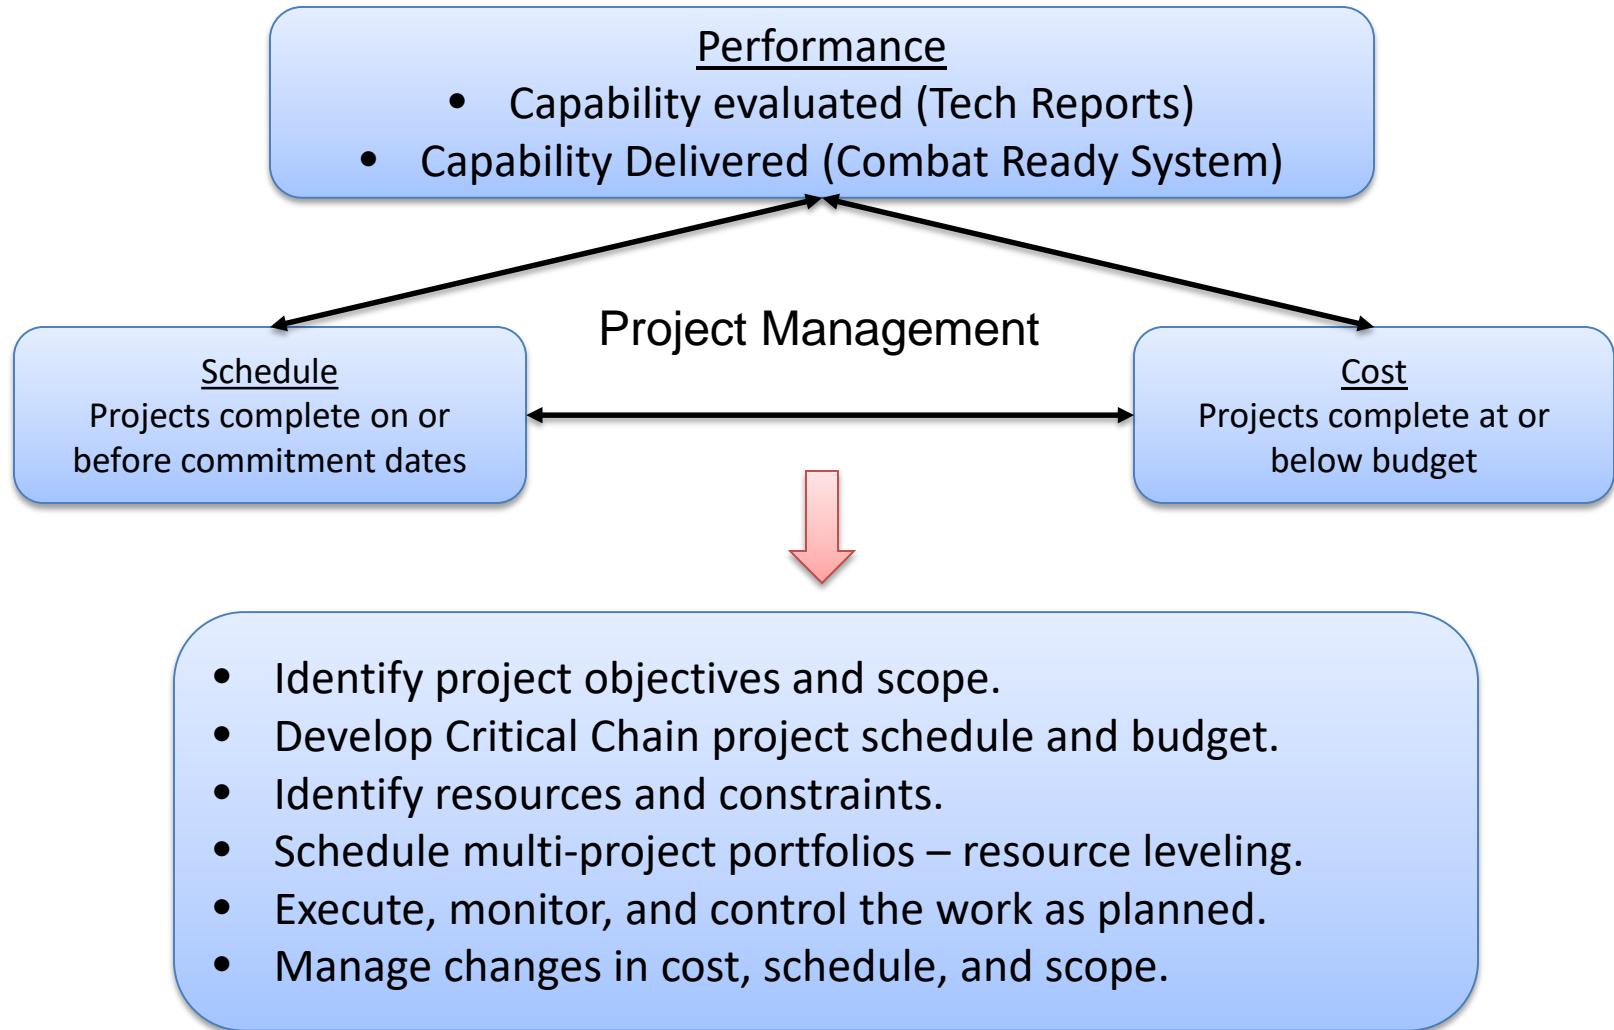 Performance
• Capability evaluated (Tech Reports)
• Capability Delivered (Combat Ready System)
Project Management
Schedule
Projects complete on or
before commitment dates
Cost
Projects complete at or
below budget
• Identify project objectives and scope.
• Develop Critical Chain project schedule and budget.
• Identify resources and constraints.
• Schedule multi-project portfolios – resource leveling.
• Execute, monitor, and control the work as planned.
• Manage changes in cost, schedule, and scope.